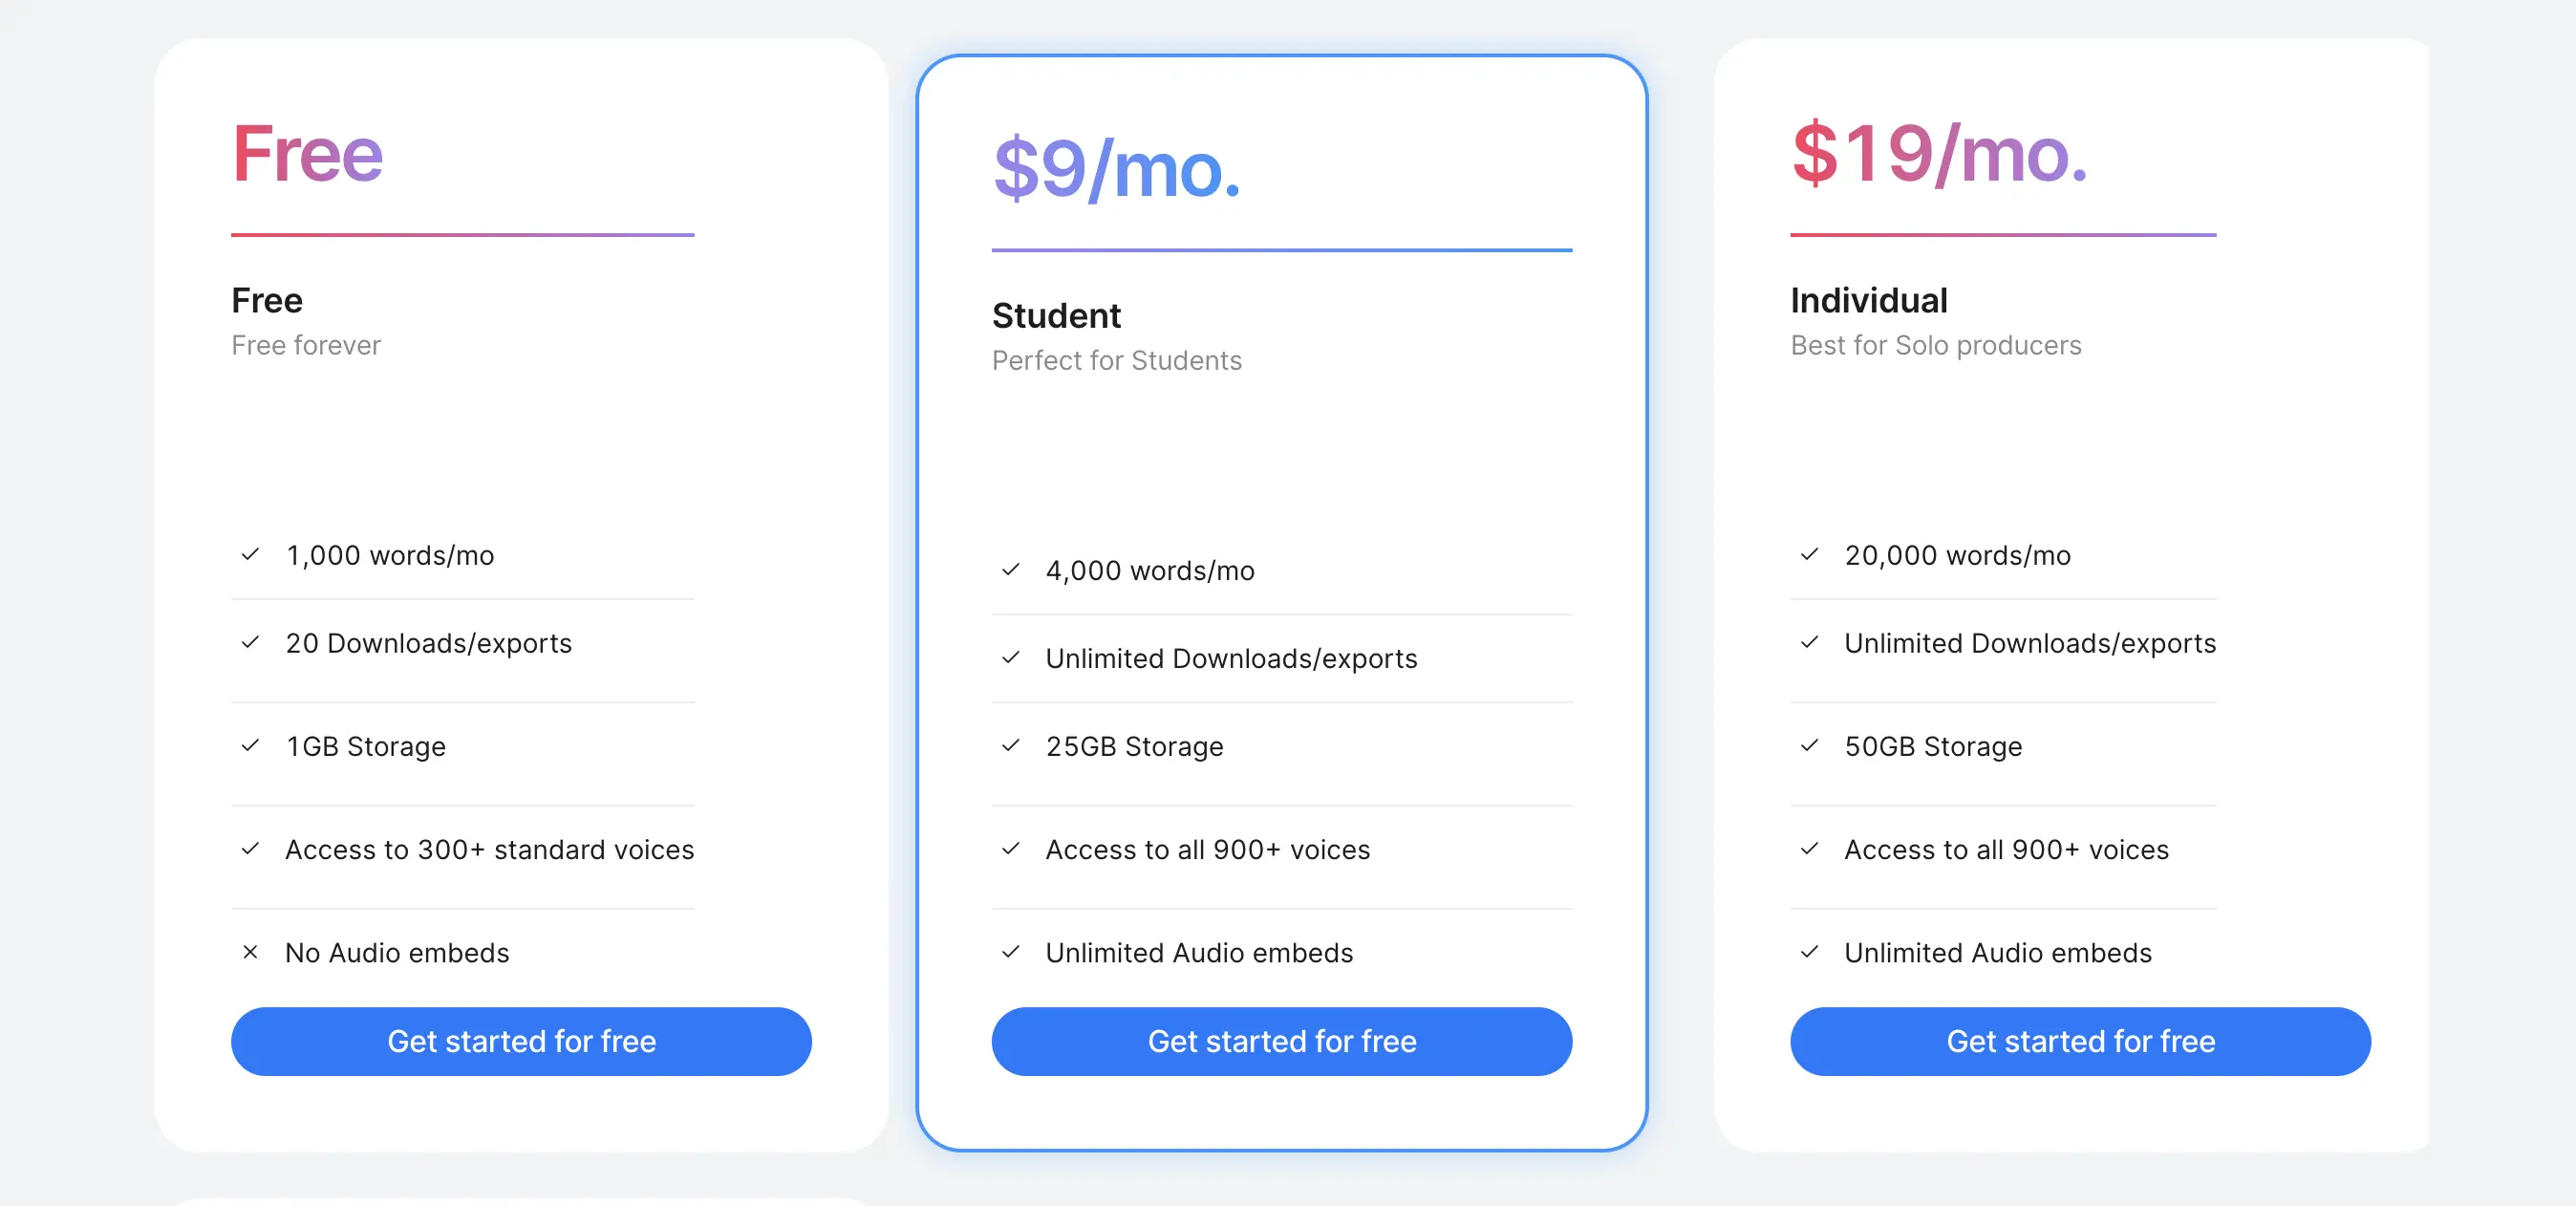 Free
Free
Free forever
1,000 words/mo
20 Downloads/exports
1GB Storage
Access to 300+ standard voices
No Audio embeds
Get started for free
$9/mo.
Student
Perfect for Students
4,000 words/mo
Unlimited Downloads/exports
25GB Storage
Access to all 900+ voices
Unlimited Audio embeds
Get started for free
$19/mo.
Individual
Best for Solo producers
20,000 words/mo
Unlimited Downloads/exports
50GB Storage
Access to all 900+ voices
Unlimited Audio embeds
Get started for free